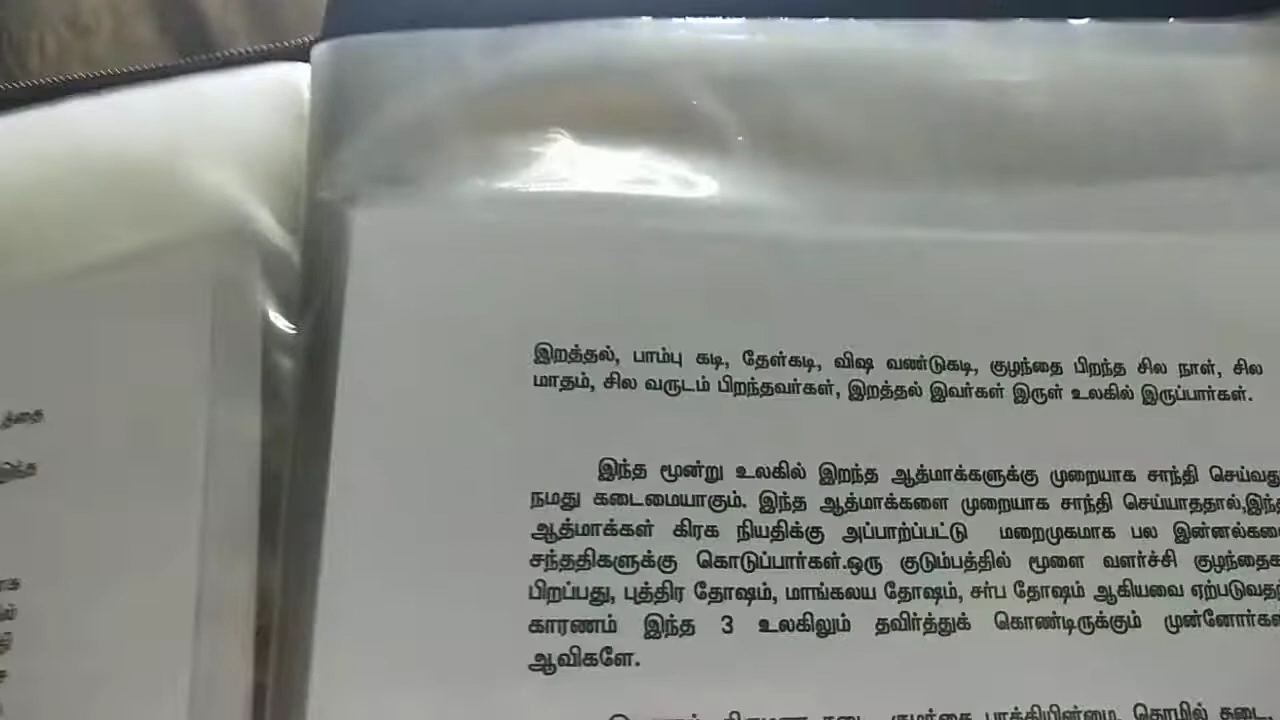 இறத்தல், பாம்பு கடி, தேள்கடி, விஷ வண்டுகடி, குழந்தை பிறந்த சில நாள், சில
மாதம், சில வருடம் பிறந்தவர்கள், இறத்தல் இவர்கள் இருள் உலகில் இருப்பார்கள்.
இந்த மூன்று உலகில் இறந்த ஆத்மாக்களுக்கு முறையாக சாந்தி செய்வது
நமது கடைமையாகும். இந்த ஆத்மாக்களை முறையாக சாந்தி செய்யாததால்,
ஆத்மாக்கள் கிரக நியதிக்கு அப்பாற்ப்பட்டு மறைமுகமாக பல
சந்ததிகளுக்கு கொடுப்பார்கள்.ஒரு குடும்பத்தில் மூளை வளர்ச்சி
பிறப்பது, புத்திர தோஷம், மாங்கலய தோஷம், சர்ப தோஷம் ஆகியவை
காரணம் இந்த 3 உலகிலும் தவிர்த்துக் கொண்டிருக்கும்
ஆவிகளே.